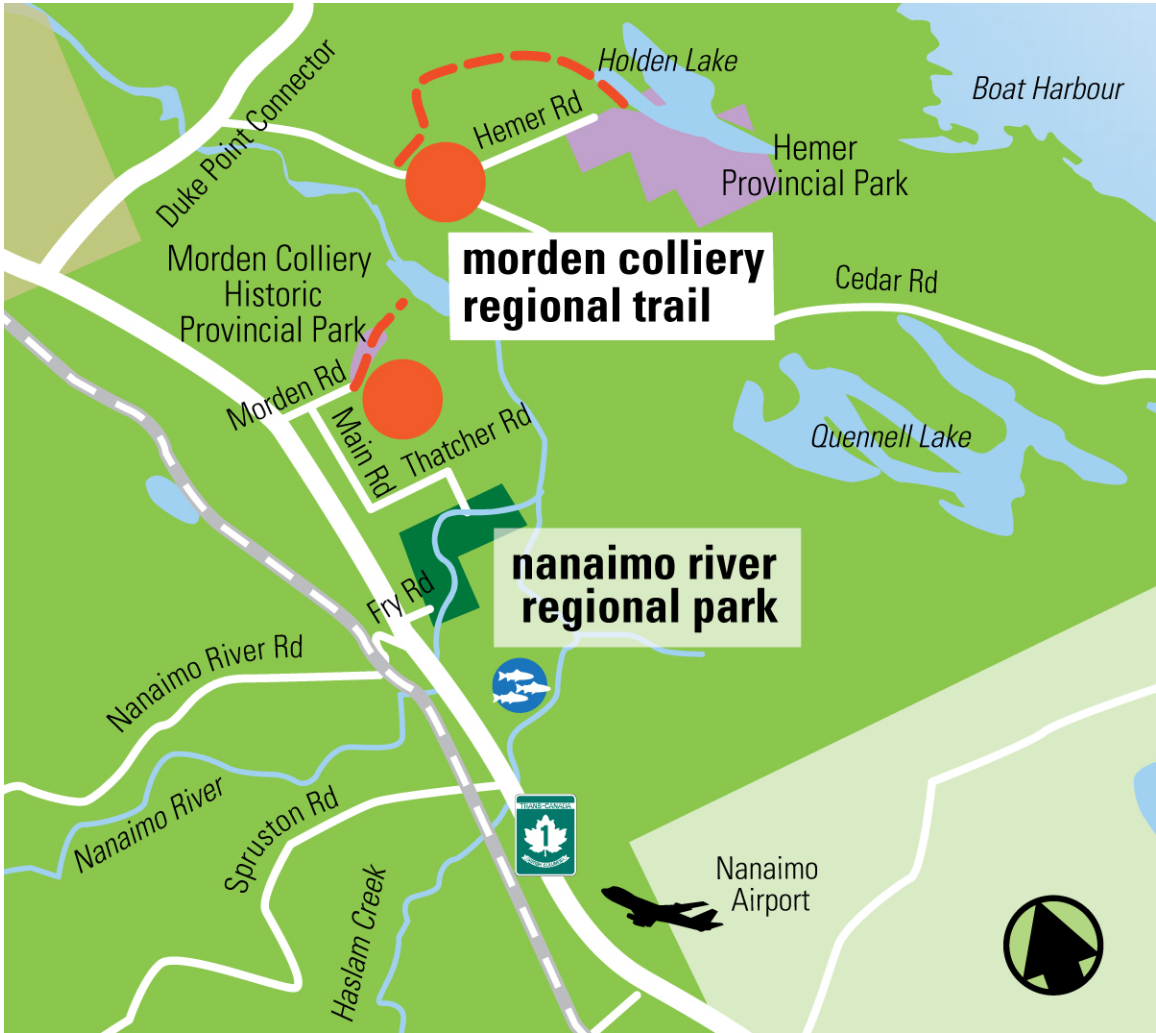 Holden Lake
Boat Harbour
Duke Point Connector
Hemer Rd
Hemer
Provincial Park
Morden Colliery
Historic
Provincial Park
morden colliery
regional trail
Cedar Rd
Morden Rd
Main Rd
Thatcher Rd
Quennell Lake
nanaimo river
regional park
Fry Rd
Nanaimo River Rd
Nanaimo River
Spruston Rd
TRANS-CANADA
1
Haslam Creek
Nanaimo
Airport